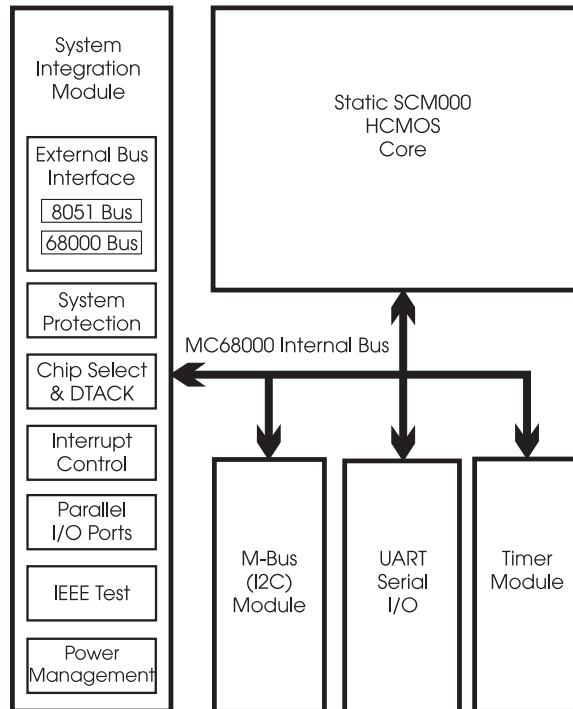 System
Integration
Module
External Bus
Interface
8051 Bus
68000 Bus
System
Protection
Chip Select
& DTACK
Interrupt
Control
Parallel
I/O Ports
IEEE Test
Power
Management
Static SCM000
HCMOS
Core
MC68000 Internal Bus
M-Bus
(I2C)
Module
UART
Serial
I/O
Timer
Module